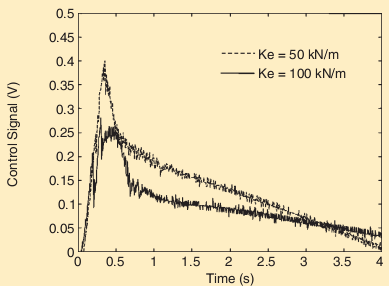 0.5
0.45
0.4
0.35
0.3
0.25
0.2
0.15
0.1
0.05
0
Control Signal (V)
Ke = 50 kN/m
Ke = 100 kN/m
0 0.5 1 1.5 2 2.5 3 3.5 4
Time (s)